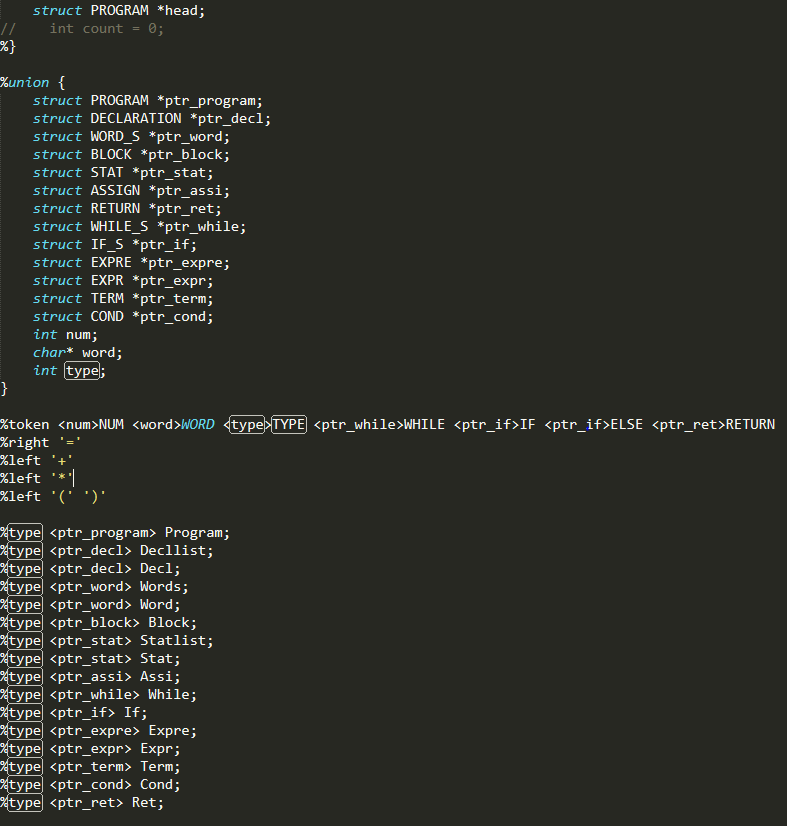 struct PROGRAM *head;
//    int count = 0;
%}
%union {
struct PROGRAM *ptr_program;
struct DECLARATION *ptr_decl;
struct WORD_S *ptr_word;
struct BLOCK *ptr_block;
struct STAT *ptr_stat;
struct ASSIGN *ptr_assi;
struct RETURN *ptr_ret;
struct WHILE_S *ptr_while;
struct IF_S *ptr_if;
struct EXPRE *ptr_expre;
struct EXPR *ptr_expr;
struct TERM *ptr_term;
struct COND *ptr_cond;
int num;
char* word;
int type;
}
%token <num>NUM <word>WORD <type>TYPE <ptr_while>WHILE <ptr_if>IF <ptr_if>ELSE <ptr_ret>RETURN
%right '='
%left '+'
%left '*'
%left '(' ')'
%type <ptr_program> Program;
%type <ptr_decl> Decllist;
%type <ptr_decl> Decl;
%type <ptr_word> Words;
%type <ptr_word> Word;
%type <ptr_block> Block;
%type <ptr_stat> Statlist;
%type <ptr_stat> Stat;
%type <ptr_assi> Assi;
%type <ptr_while> While;
%type <ptr_if> If;
%type <ptr_expre> Expre;
%type <ptr_expr> Expr;
%type <ptr_term> Term;
%type <ptr_cond> Cond;
%type <ptr_ret> Ret;